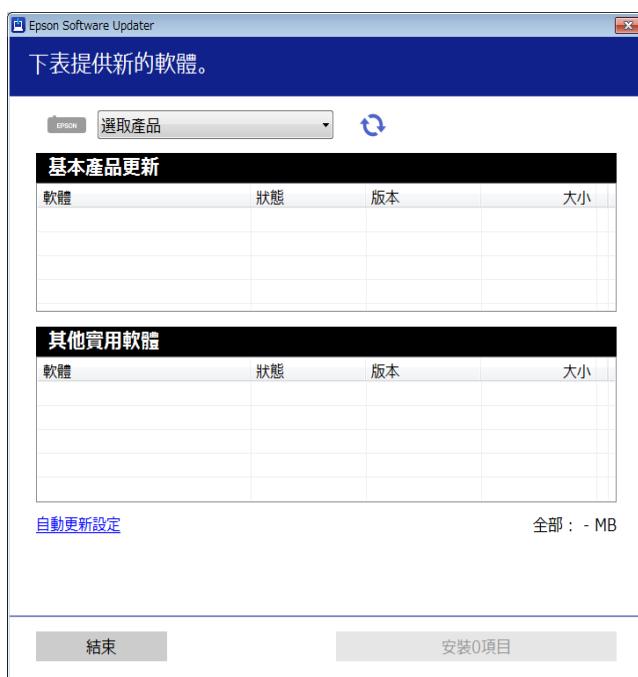 Epson Software Updater
下表提供新的軟體。
EPSON 選取產品
基本產品更新
軟體 狀態 版本 大小
其他實用軟體
軟體 狀態 版本 大小
自動更新設定 全部： - MB
結束 安裝0項目